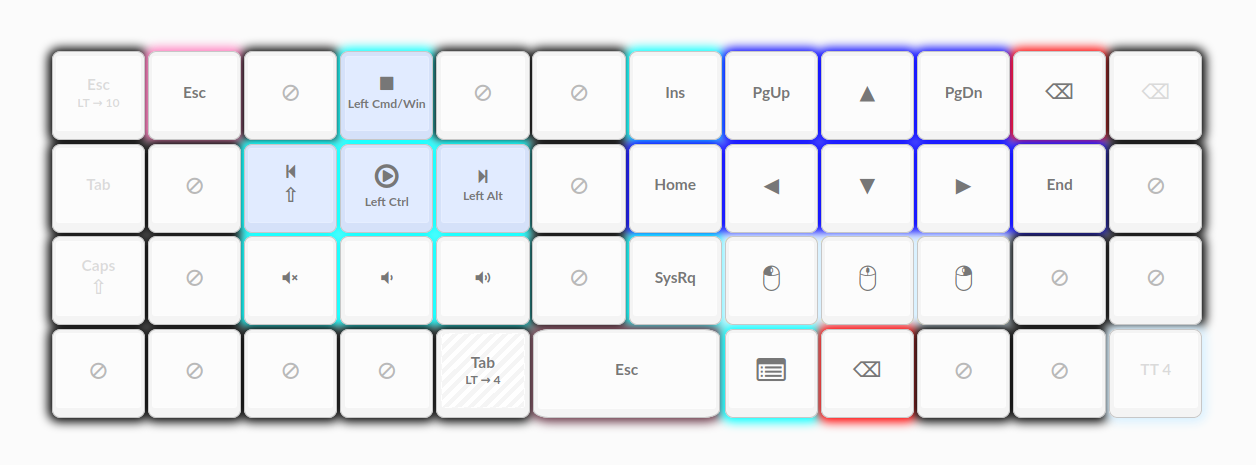 Esc
LT → 10
Esc
Left Cmd/Win
Ins
PgUp
PgDn
Tab
Left Ctrl
Left Alt
Home
End
Caps
SysRq
Tab
LT → 4
Esc
TT 4